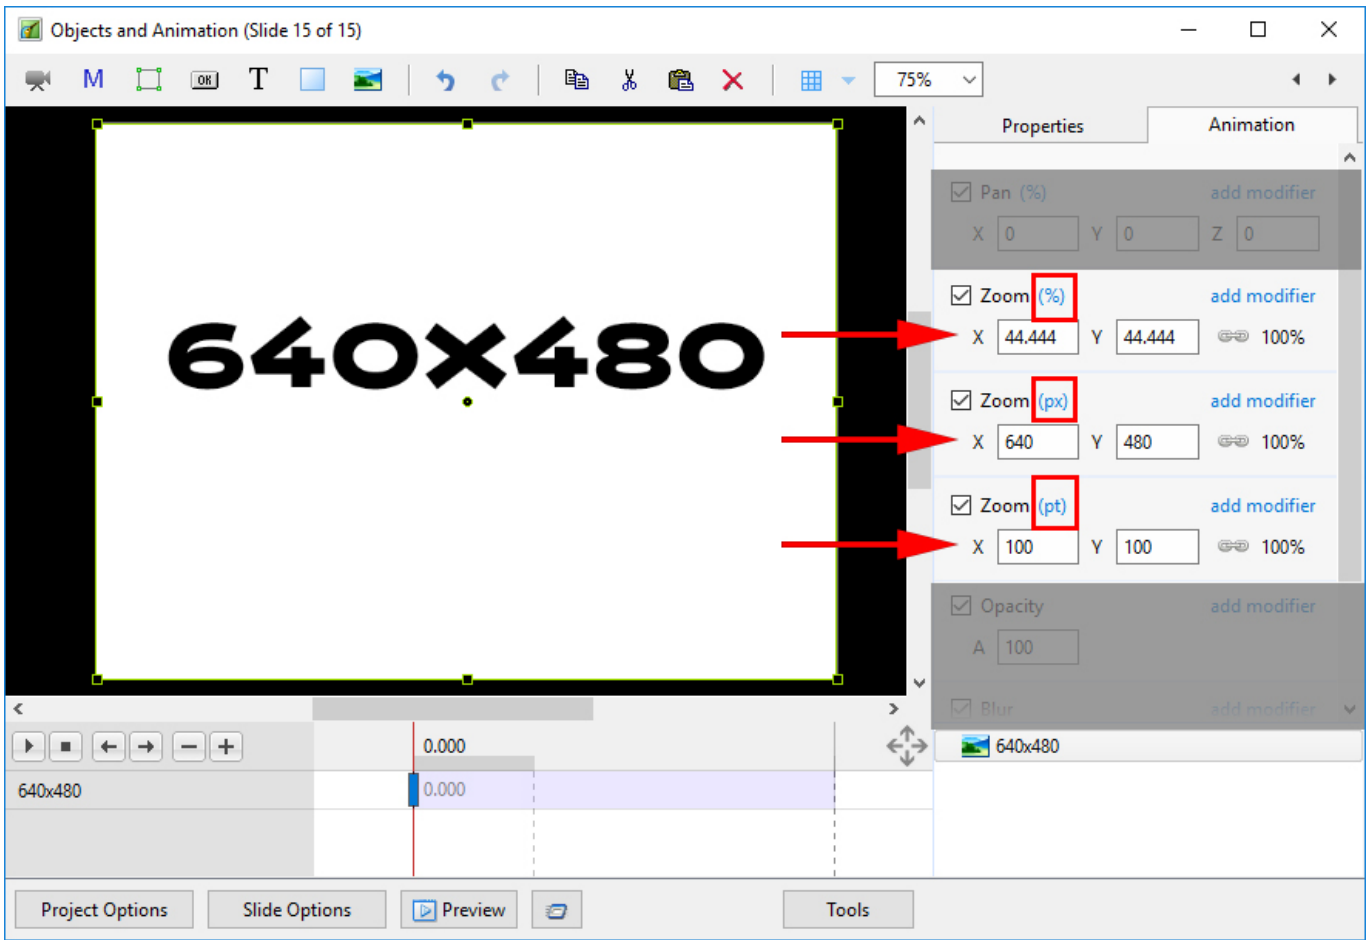 Objects and Animation (Slide 15 of 15)
M OK T 75%
Properties Animation
Pan (%) add modifier
X 0 Y 0 Z 0
Zoom (%) add modifier
X 44.444 Y 44.444 100%
640x480
Zoom (px) add modifier
X 640 Y 480 100%
Zoom (pt) add modifier
X 100 Y 100 100%
Opacity add modifier
A 100
Blur add modifier
0.000
640x480
640x480 0.000
Project Options Slide Options Preview Tools